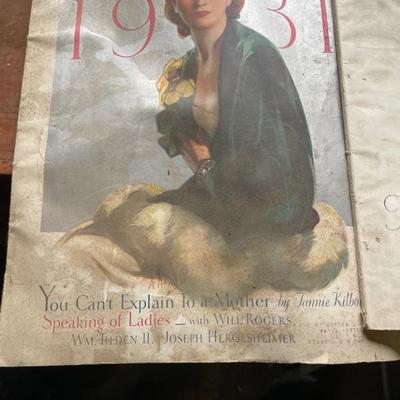 1931
You Can't Explain To a Mother by Fannie Kilbo
Speaking of Ladies — with WILL ROGERS,
WM. TILDEN II, JOSEPH HERGESHEIMER